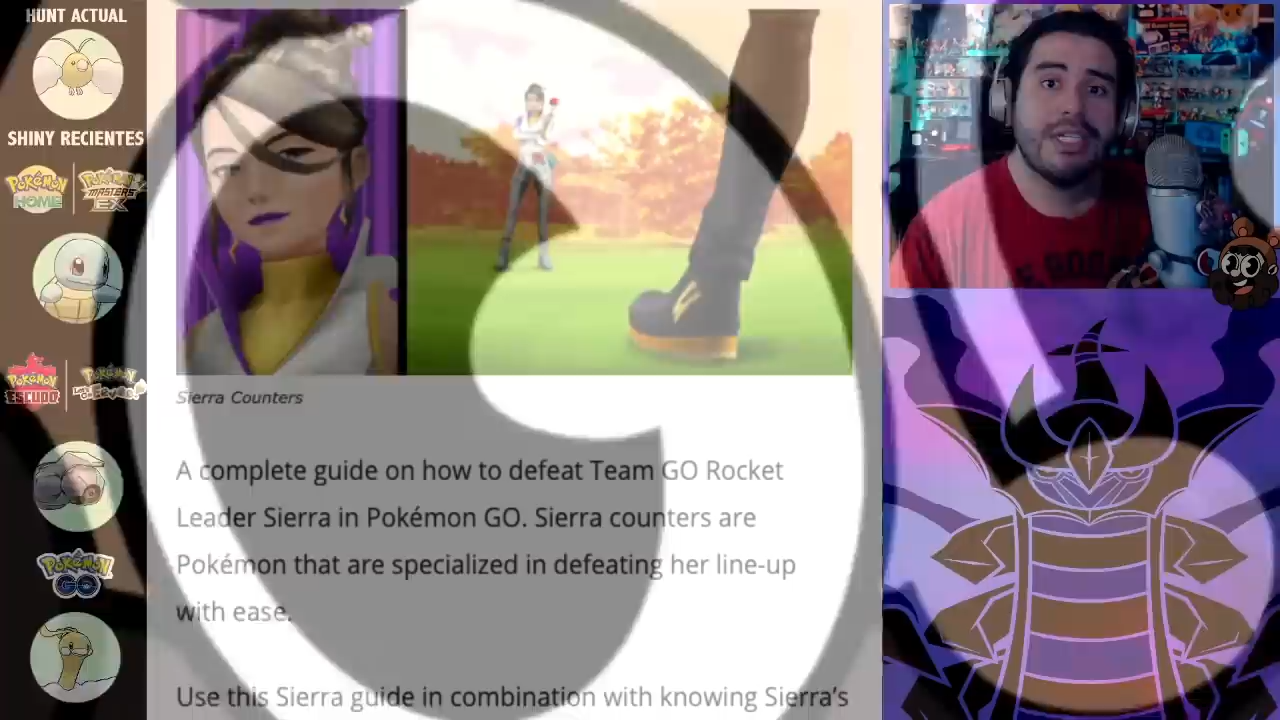 HUNT ACTUAL
SHINY RECIENTES
POKÉMON
HOME
POKÉMON
MASTERS
EX
Pokémon
ESCUDO
Pokémon
POKÉMON
GO
Sierra Counters
A complete guide on how to defeat Team GO Rocket
Leader Sierra in Pokémon GO. Sierra counters are
Pokémon that are specialized in defeating her line-up
with ease.
Use this Sierra guide in combination with knowing Sierra’s